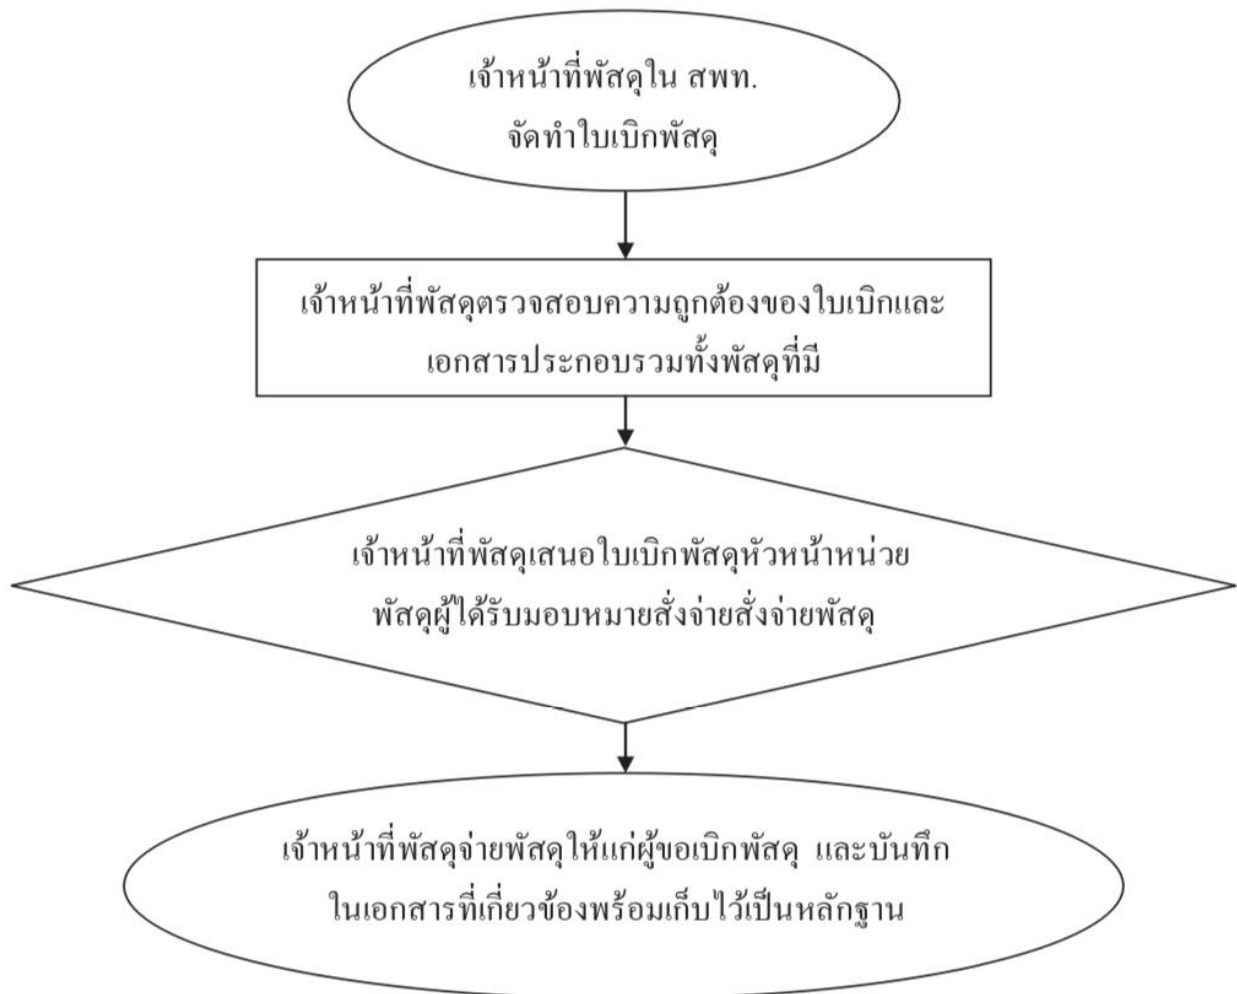 เจ้าหน้าที่พัสดุใน สพท.
จัดทำใบเบิกพัสดุ
เจ้าหน้าที่พัสดุตรวจสอบความถูกต้องของใบเบิกและ
เอกสารประกอบรวมทั้งพัสดุที่มี
เจ้าหน้าที่พัสดุเสนอใบเบิกพัสดุหัวหน้าหน่วย
พัสดุผู้ได้รับมอบหมายสั่งจ่ายสั่งจ่ายพัสดุ
เจ้าหน้าที่พัสดุจ่ายพัสดุให้แก่ผู้ขอเบิกพัสดุ และบันทึก
ในเอกสารที่เกี่ยวข้องพร้อมเก็บไว้เป็นหลักฐาน